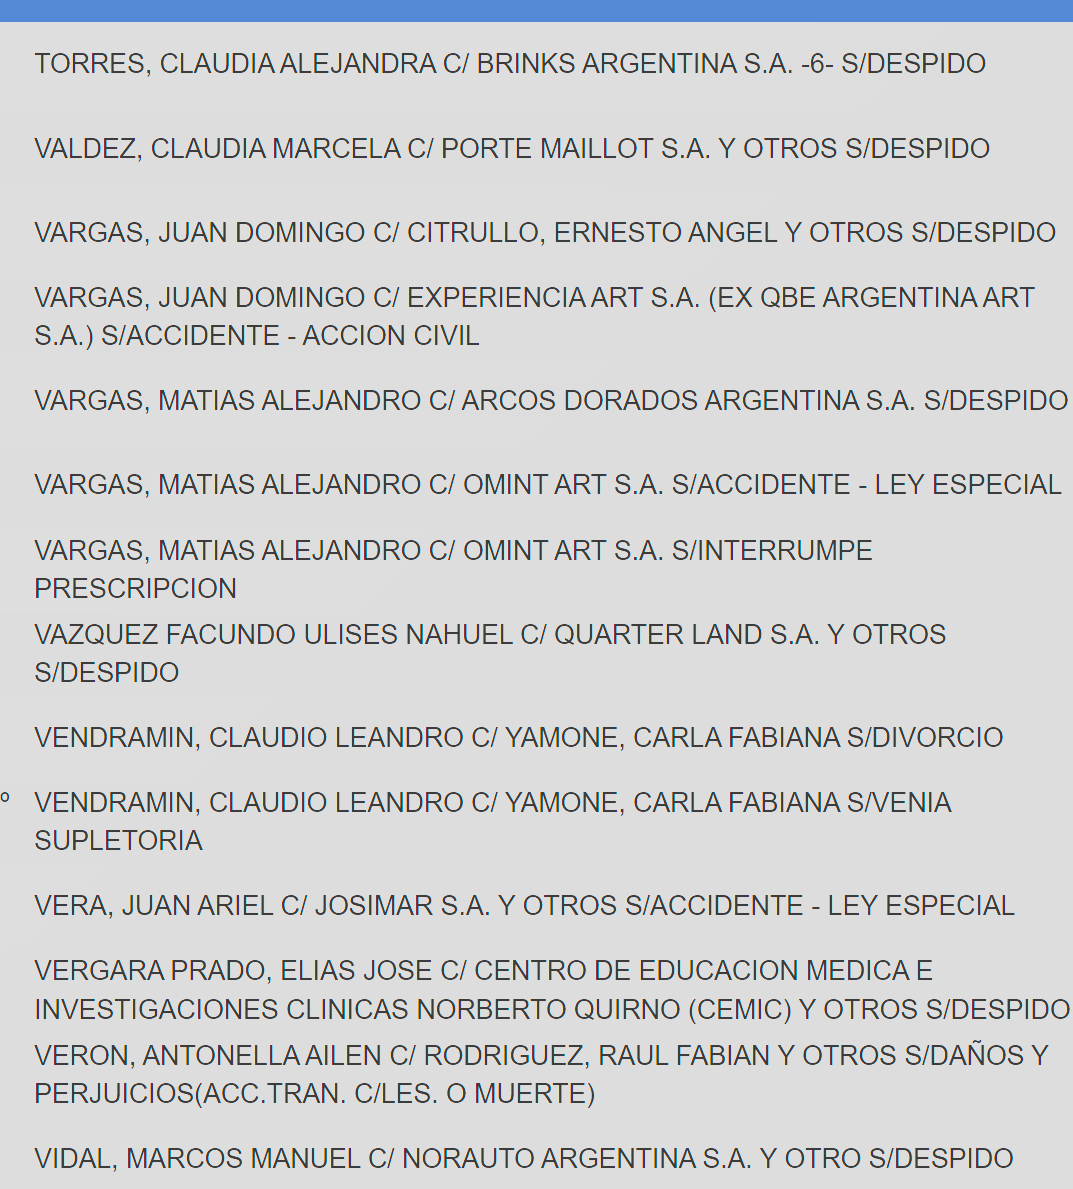 TORRES, CLAUDIA ALEJANDRA C/ BRINKS ARGENTINA S.A. -6- S/DESPIDO
VALDEZ, CLAUDIA MARCELA C/ PORTE MAILLOT S.A. Y OTROS S/DESPIDO
VARGAS, JUAN DOMINGO C/ CITRULLO, ERNESTO ANGEL Y OTROS S/DESPIDO
VARGAS, JUAN DOMINGO C/ EXPERIENCIA ART S.A. (EX QBE ARGENTINA ART
S.A.) S/ACCIDENTE - ACCION CIVIL
VARGAS, MATIAS ALEJANDRO C/ ARCOS DORADOS ARGENTINA S.A. S/DESPIDO
VARGAS, MATIAS ALEJANDRO C/ OMINT ART S.A. S/ACCIDENTE - LEY ESPECIAL
VARGAS, MATIAS ALEJANDRO C/ OMINT ART S.A. S/INTERRUMPE
PRESCRIPCION
VAZQUEZ FACUNDO ULISES NAHUEL C/ QUARTER LAND S.A. Y OTROS
S/DESPIDO
VENDRAMIN, CLAUDIO LEANDRO C/ YAMONE, CARLA FABIANA S/DIVORCIO
º VENDRAMIN, CLAUDIO LEANDRO C/ YAMONE, CARLA FABIANA S/VENIA
SUPLETORIA
VERA, JUAN ARIEL C/ JOSIMAR S.A. Y OTROS S/ACCIDENTE - LEY ESPECIAL
VERGARA PRADO, ELIAS JOSE C/ CENTRO DE EDUCACION MEDICA E
INVESTIGACIONES CLINICAS NORBERTO QUIRNO (CEMIC) Y OTROS S/DESPIDO
VERON, ANTONELLA AILEN C/ RODRIGUEZ, RAUL FABIAN Y OTROS S/DAÑOS Y
PERJUICIOS(ACC.TRAN. C/LES. O MUERTE)
VIDAL, MARCOS MANUEL C/ NORAUTO ARGENTINA S.A. Y OTRO S/DESPIDO